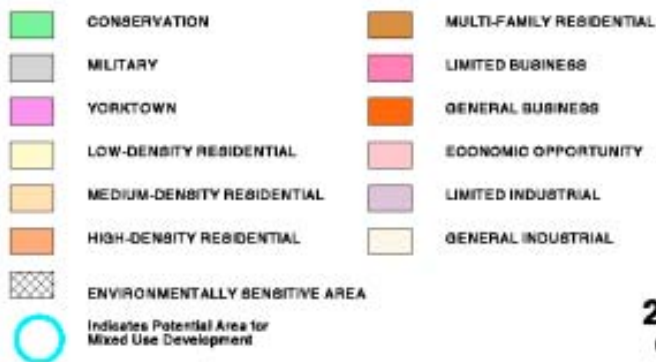 CONSERVATION
MILITARY
YORKTOWN
LOW-DENSITY RESIDENTIAL
MEDIUM-DENSITY RESIDENTIAL
HIGH-DENSITY RESIDENTIAL
ENVIRONMENTALLY SENSITIVE AREA
Indicates Potential Area for
Mixed Use Development
MULTI-FAMILY RESIDENTIAL
LIMITED BUSINESS
GENERAL BUSINESS
ECONOMIC OPPORTUNITY
LIMITED INDUSTRIAL
GENERAL INDUSTRIAL
2